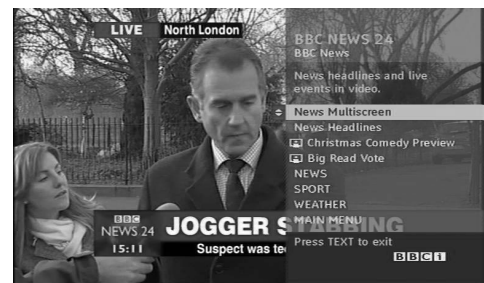 LIVE North London
BBC NEWS 24
BBC News
News headlines and live
events in video.
News Multiscreen
News Headlines
Christmas Comedy Preview
Big Read Vote
NEWS
SPORT
WEATHER
MAIN MENU
Press TEXT to exit
BBCi
BBC
NEWS 24
15:11
JOGGER STABBING
Suspect was